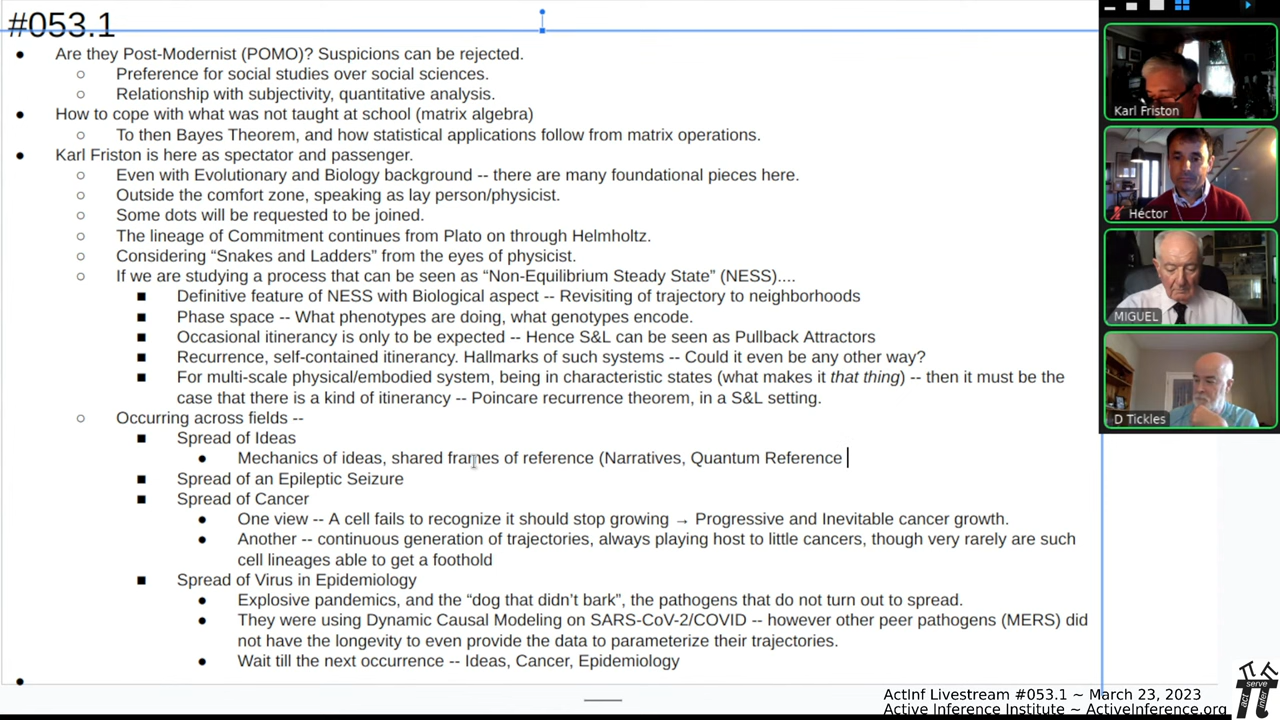 #053.1
● Are they Post-Modernist (POMO)? Suspicions can be rejected.
○ Preference for social studies over social sciences.
○ Relationship with subjectivity, quantitative analysis.
● How to cope with what was not taught at school (matrix algebra)
○ To then Bayes Theorem, and how statistical applications follow from matrix operations.
● Karl Friston is here as spectator and passenger.
○ Even with Evolutionary and Biology background -- there are many foundational pieces here.
○ Outside the comfort zone, speaking as lay person/physicist.
○ Some dots will be requested to be joined.
○ The lineage of Commitment continues from Plato on through Helmholtz.
○ Considering “Snakes and Ladders” from the eyes of physicist.
○ If we are studying a process that can be seen as “Non-Equilibrium Steady State” (NESS)....
■ Definitive feature of NESS with Biological aspect -- Revisiting of trajectory to neighborhoods
■ Phase space -- What phenotypes are doing, what genotypes encode.
■ Occasional itinerancy is only to be expected -- Hence S&L can be seen as Pullback Attractors
■ Recurrence, self-contained itinerancy. Hallmarks of such systems -- Could it even be any other way?
■ For multi-scale physical/embodied system, being in characteristic states (what makes it that thing) -- then it must be the
case that there is a kind of itinerancy -- Poincare recurrence theorem, in a S&L setting.
○ Occurring across fields --
■ Spread of Ideas
● Mechanics of ideas, shared frames of reference (Narratives, Quantum Reference
■ Spread of an Epileptic Seizure
■ Spread of Cancer
● One view -- A cell fails to recognize it should stop growing → Progressive and Inevitable cancer growth.
● Another -- continuous generation of trajectories, always playing host to little cancers, though very rarely are such
cell lineages able to get a foothold
■ Spread of Virus in Epidemiology
● Explosive pandemics, and the “dog that didn’t bark”, the pathogens that do not turn out to spread.
● They were using Dynamic Causal Modeling on SARS-CoV-2/COVID -- however other peer pathogens (MERS) did
not have the longevity to even provide the data to parameterize their trajectories.
● Wait till the next occurrence -- Ideas, Cancer, Epidemiology
Karl Friston
Héctor
MIGUEL
D Tickles
ActInf Livestream #053.1 ~ March 23, 2023
Active Inference Institute ~ ActiveInference.org
serve
act
infer